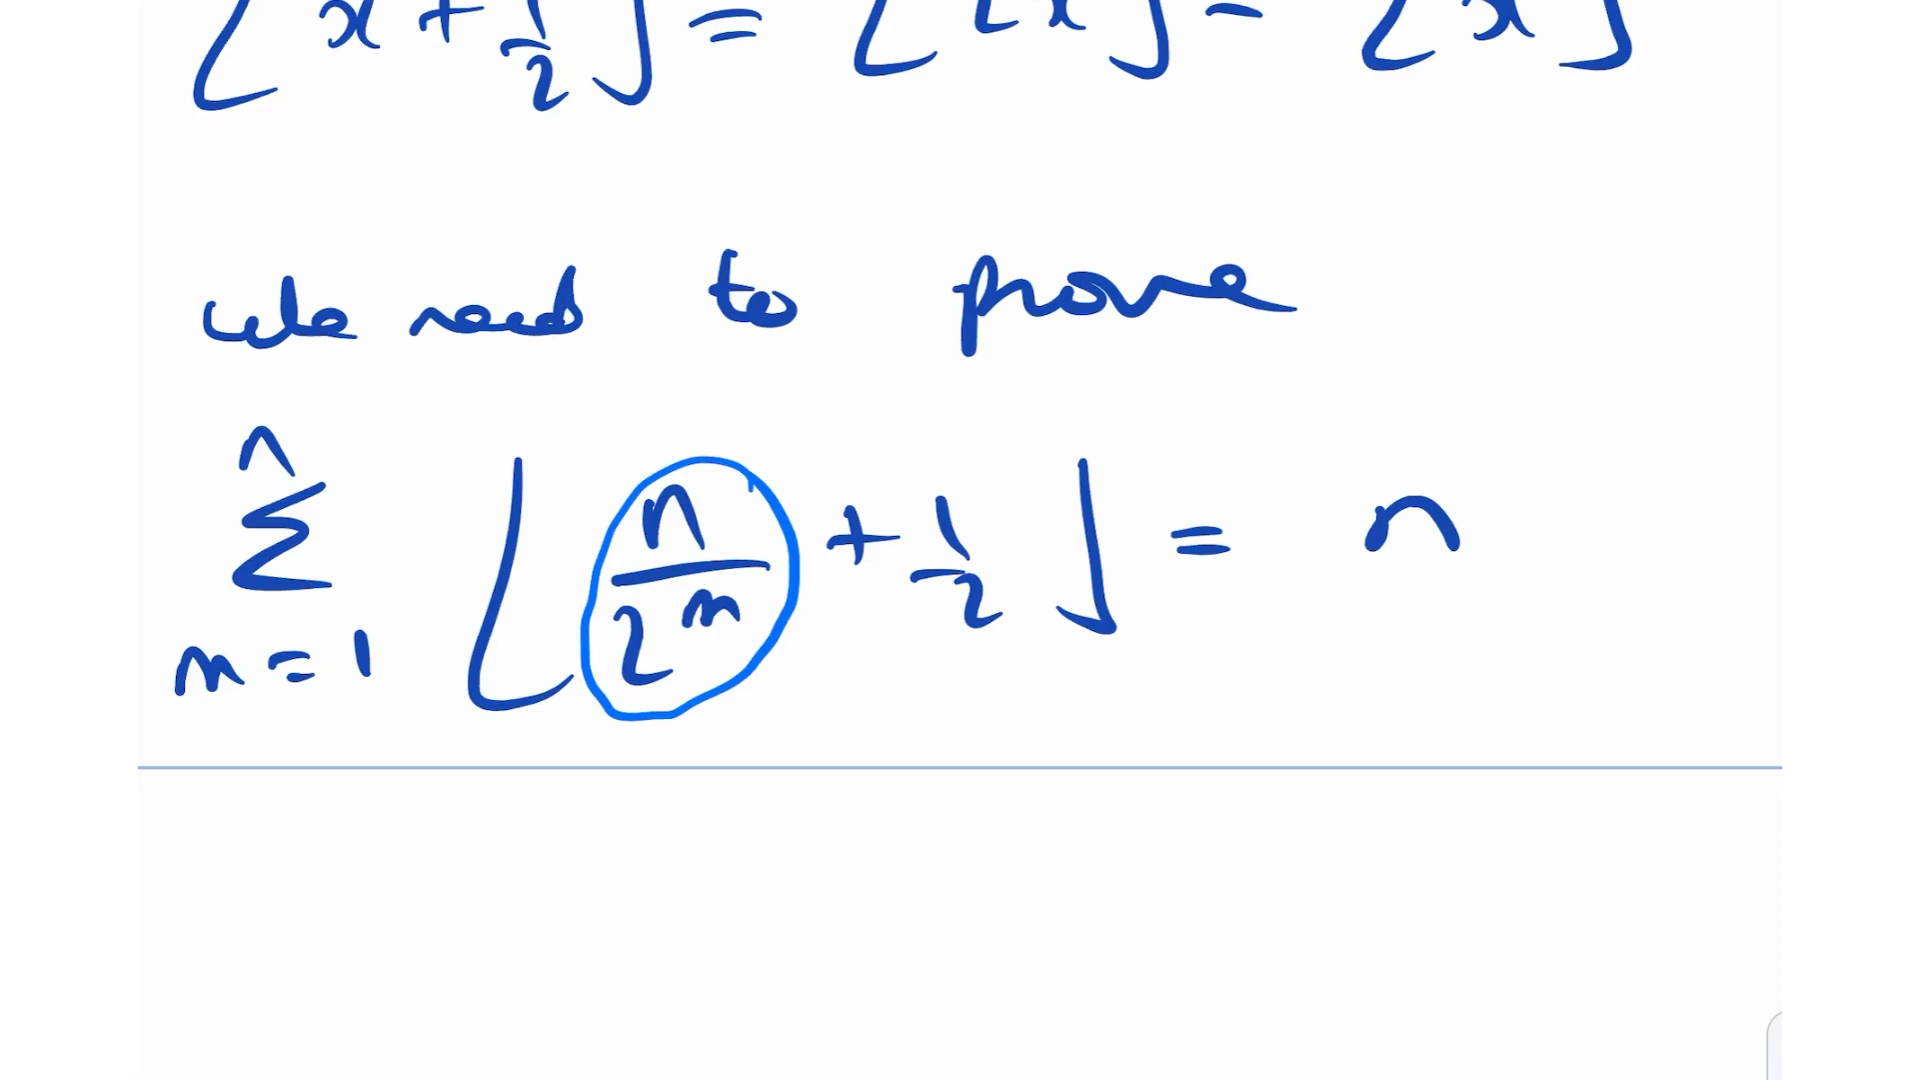 ⌊x + 1/2⌋ = ⌊2x⌋ - ⌊x⌋
We need to prove
n
∑ ⌊n/2^m + 1/2⌋ = n
m = 1